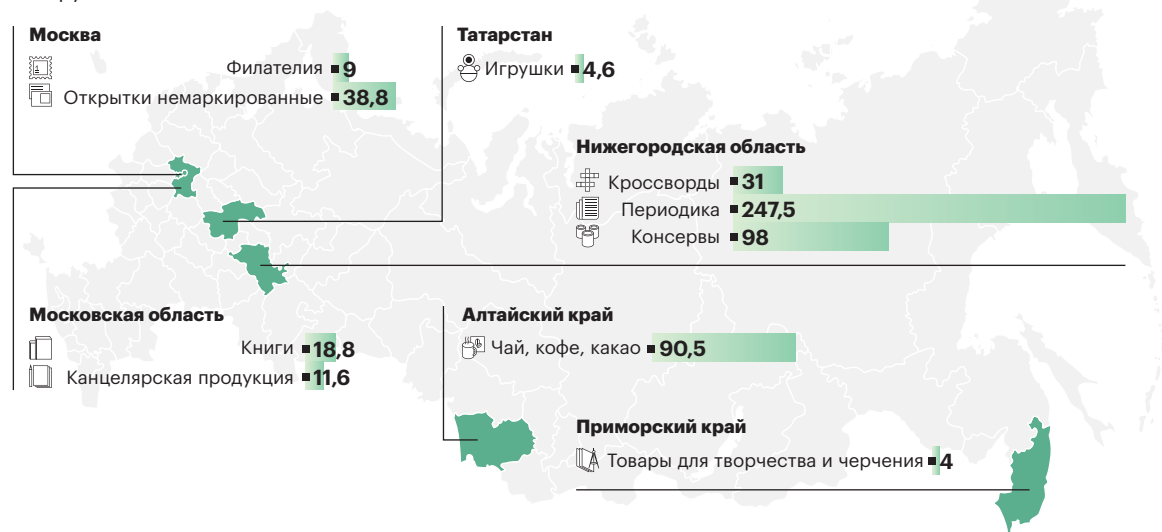 Москва
Филателия 9
Открытки немаркированные 38,8
Татарстан
Игрушки 4,6
Нижегородская область
Кроссворды 31
Периодика 247,5
Консервы 98
Московская область
Книги 18,8
Канцелярская продукция 11,6
Алтайский край
Чай, кофе, какао 90,5
Приморский край
Товары для творчества и черчения 4